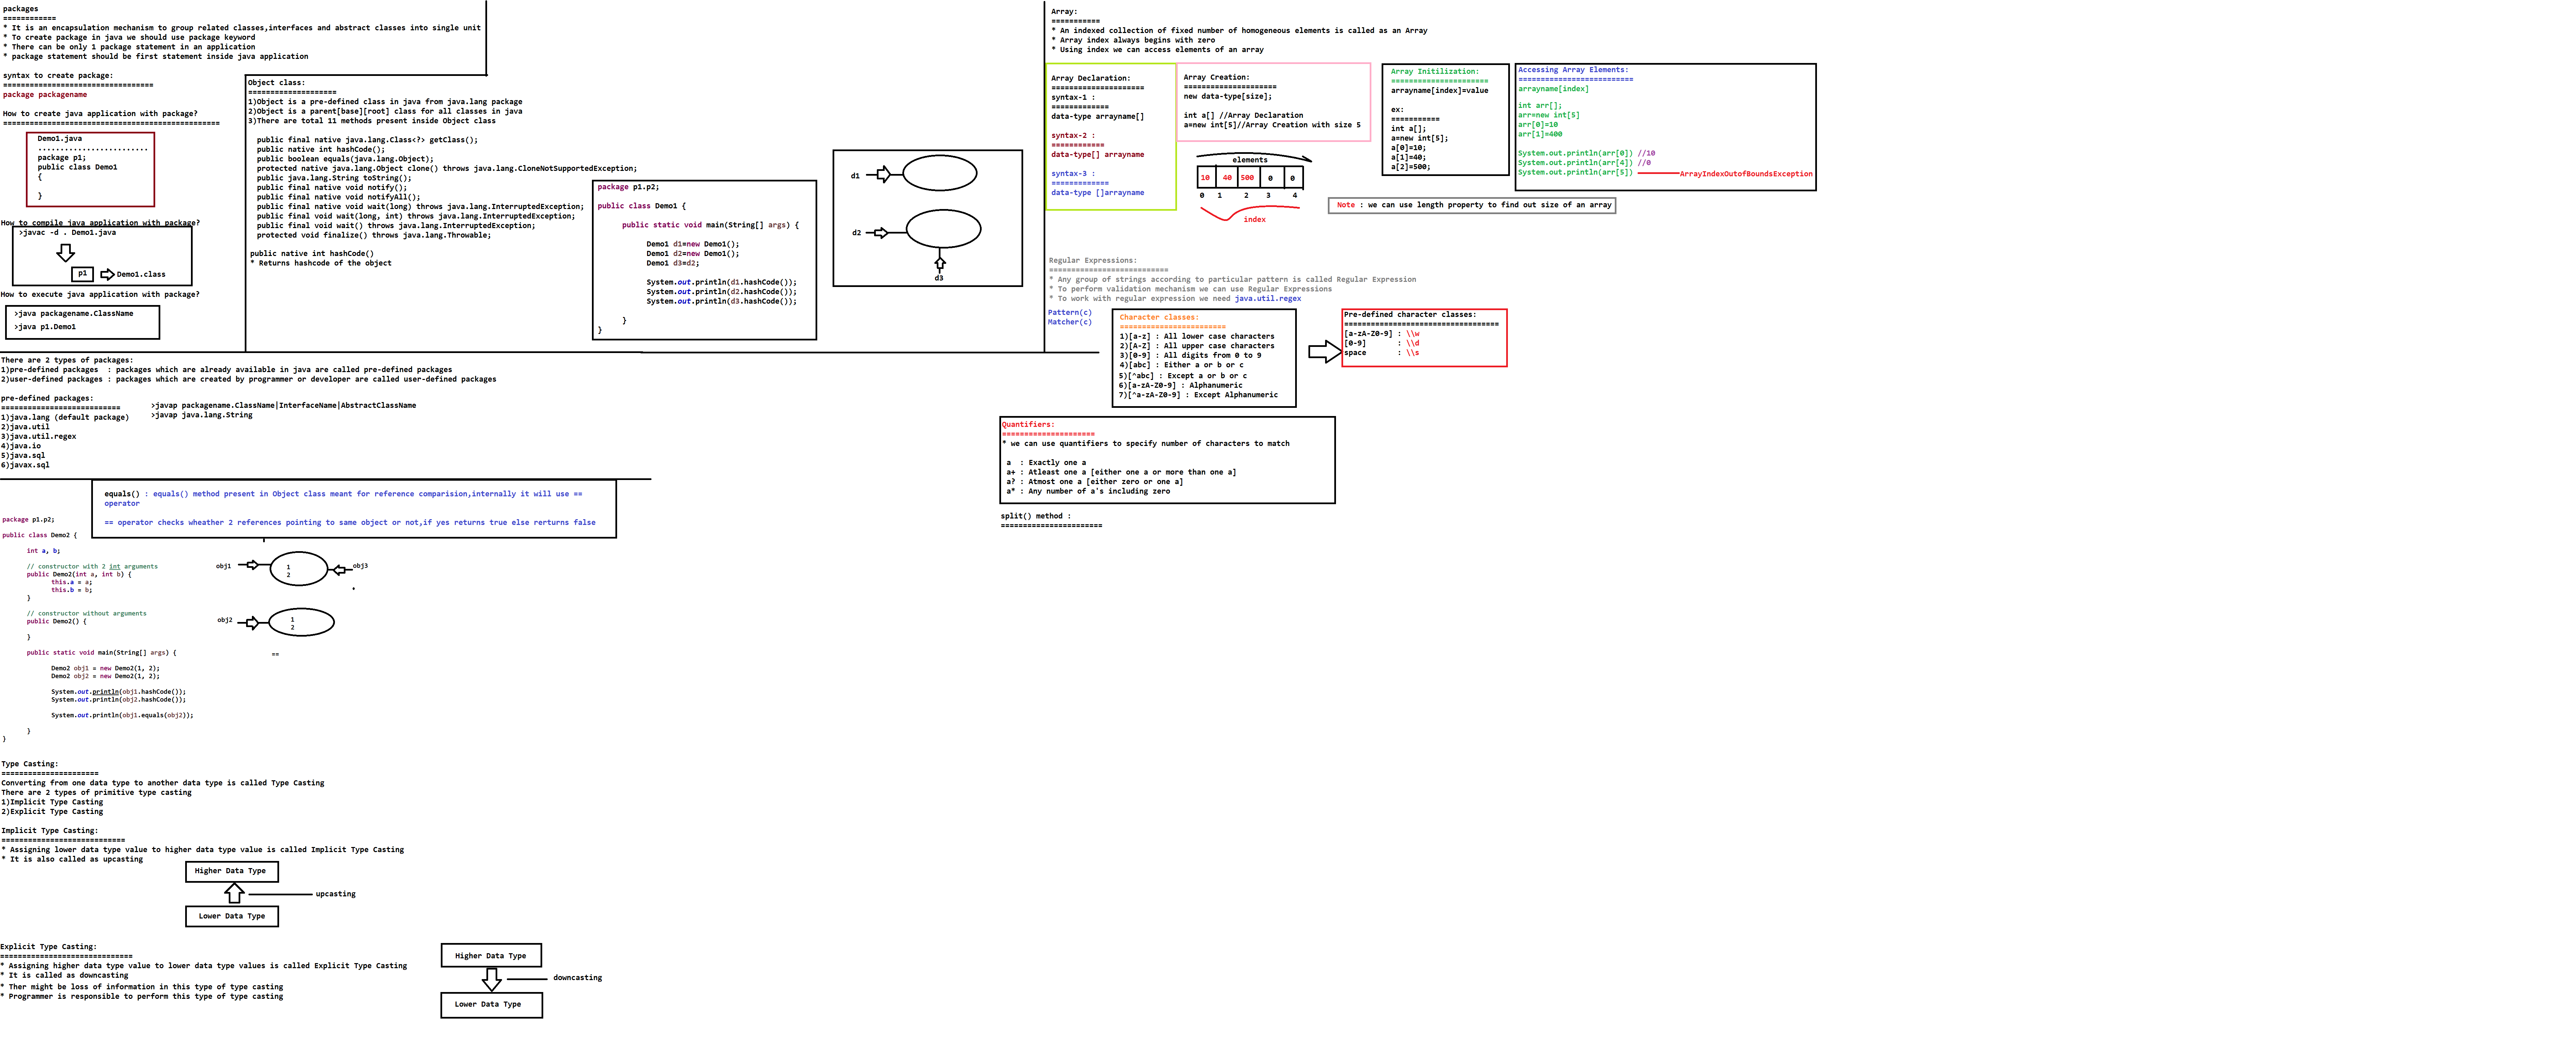 packages
============
* It is an encapsulation mechanism to group related classes,interfaces and abstract classes into single unit
* To create package in java we should use package keyword
* There can be only 1 package statement in an application
* package statement should be first statement inside java application
syntax to create package:
==================================
package packagename
How to create java application with package?
=================================================
Demo1.java
.........................
package p1;
public class Demo1
{
}
How to compile java application with package?
>javac -d . Demo1.java
p1
Demo1.class
How to execute java application with package?
>java packagename.ClassName
>java p1.Demo1
Object class:
====================
1)Object is a pre-defined class in java from java.lang package
2)Object is a parent[base][root] class for all classes in java
3)There are total 11 methods present inside Object class
public final native java.lang.Class<?> getClass();
public native int hashCode();
public boolean equals(java.lang.Object);
protected native java.lang.Object clone() throws java.lang.CloneNotSupportedException;
public java.lang.String toString();
public final native void notify();
public final native void notifyAll();
public final native void wait(long) throws java.lang.InterruptedException;
public final void wait(long, int) throws java.lang.InterruptedException;
public final void wait() throws java.lang.InterruptedException;
protected void finalize() throws java.lang.Throwable;
public native int hashCode()
* Returns hashcode of the object
package p1.p2;
public class Demo1 {
public static void main(String[] args) {
Demo1 d1=new Demo1();
Demo1 d2=new Demo1();
Demo1 d3=d2;
System.out.println(d1.hashCode());
System.out.println(d2.hashCode());
System.out.println(d3.hashCode());
}
}
d1
d2
d3
There are 2 types of packages:
1)pre-defined packages  : packages which are already available in java are called pre-defined packages
2)user-defined packages : packages which are created by programmer or developer are called user-defined packages
pre-defined packages:
===========================
1)java.lang (default package)
2)java.util
3)java.util.regex
4)java.io
5)java.sql
6)javax.sql
>javap packagename.ClassName|InterfaceName|AbstractClassName
>javap java.lang.String
equals() : equals() method present in Object class meant for reference comparision,internally it will use ==
operator
== operator checks wheather 2 references pointing to same object or not,if yes returns true else rerturns false
package p1.p2;
public class Demo2 {
int a, b;
// constructor with 2 int arguments
public Demo2(int a, int b) {
this.a = a;
this.b = b;
}
// constructor without arguments
public Demo2() {
}
public static void main(String[] args) {
Demo2 obj1 = new Demo2(1, 2);
Demo2 obj2 = new Demo2(1, 2);
System.out.println(obj1.hashCode());
System.out.println(obj2.hashCode());
System.out.println(obj1.equals(obj2));
}
}
obj1
1
2
obj3
obj2
1
2
==
Type Casting:
======================
Converting from one data type to another data type is called Type Casting
There are 2 types of primitive type casting
1)Implicit Type Casting
2)Explicit Type Casting
Implicit Type Casting:
============================
* Assigning lower data type value to higher data type value is called Implicit Type Casting
* It is also called as upcasting
Higher Data Type
upcasting
Lower Data Type
Explicit Type Casting:
==============================
* Assigning higher data type value to lower data type values is called Explicit Type Casting
* It is called as downcasting
* Ther might be loss of information in this type of type casting
* Programmer is responsible to perform this type of type casting
Higher Data Type
downcasting
Lower Data Type
Array:
===========
* An indexed collection of fixed number of homogeneous elements is called as an Array
* Array index always begins with zero
* Using index we can access elements of an array
Array Declaration:
=====================
syntax-1 :
=============
data-type arrayname[]
syntax-2 :
============
data-type[] arrayname
syntax-3 :
=============
data-type []arrayname
Array Creation:
=====================
new data-type[size];
int a[] //Array Declaration
a=new int[5]//Array Creation with size 5
elements
10 40 500 0 0
0 1 2 3 4
index
Array Initilization:
======================
arrayname[index]=value
ex:
===========
int a[];
a=new int[5];
a[0]=10;
a[1]=40;
a[2]=500;
Accessing Array Elements:
==========================
arrayname[index]
int arr[];
arr=new int[5]
arr[0]=10
arr[1]=400
System.out.println(arr[0]) //10
System.out.println(arr[4]) //0
System.out.println(arr[5])
ArrayIndexOutofBoundsException
Note : we can use length property to find out size of an array
Regular Expressions:
===========================
* Any group of strings according to particular pattern is called Regular Expression
* To perform validation mechanism we can use Regular Expressions
* To work with regular expression we need java.util.regex
Pattern(c)
Matcher(c)
Character classes:
========================
1)[a-z] : All lower case characters
2)[A-Z] : All upper case characters
3)[0-9] : All digits from 0 to 9
4)[abc] : Either a or b or c
5)[^abc] : Except a or b or c
6)[a-zA-Z0-9] : Alphanumeric
7)[^a-zA-Z0-9] : Except Alphanumeric
Pre-defined character classes:
===================================
[a-zA-Z0-9] : \\w
[0-9]       : \\d
space       : \\s
Quantifiers:
=====================
* we can use quantifiers to specify number of characters to match
a  : Exactly one a
a+ : Atleast one a [either one a or more than one a]
a? : Atmost one a [either zero or one a]
a* : Any number of a's including zero
split() method :
=======================